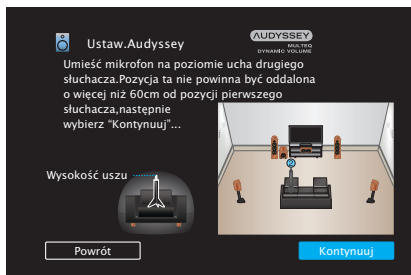 Ustaw.Audyssey
AUDYSSEY
MULTEQ
DYNAMIC VOLUME
Umieść mikrofon na poziomie ucha drugiego
słuchacza.Pozycja ta nie powinna być oddalona
o więcej niż 60cm od pozycji pierwszego
słuchacza,następnie
wybierz “Kontynuuj”...
Wysokość uszu
2
Powrót
Kontynuuj